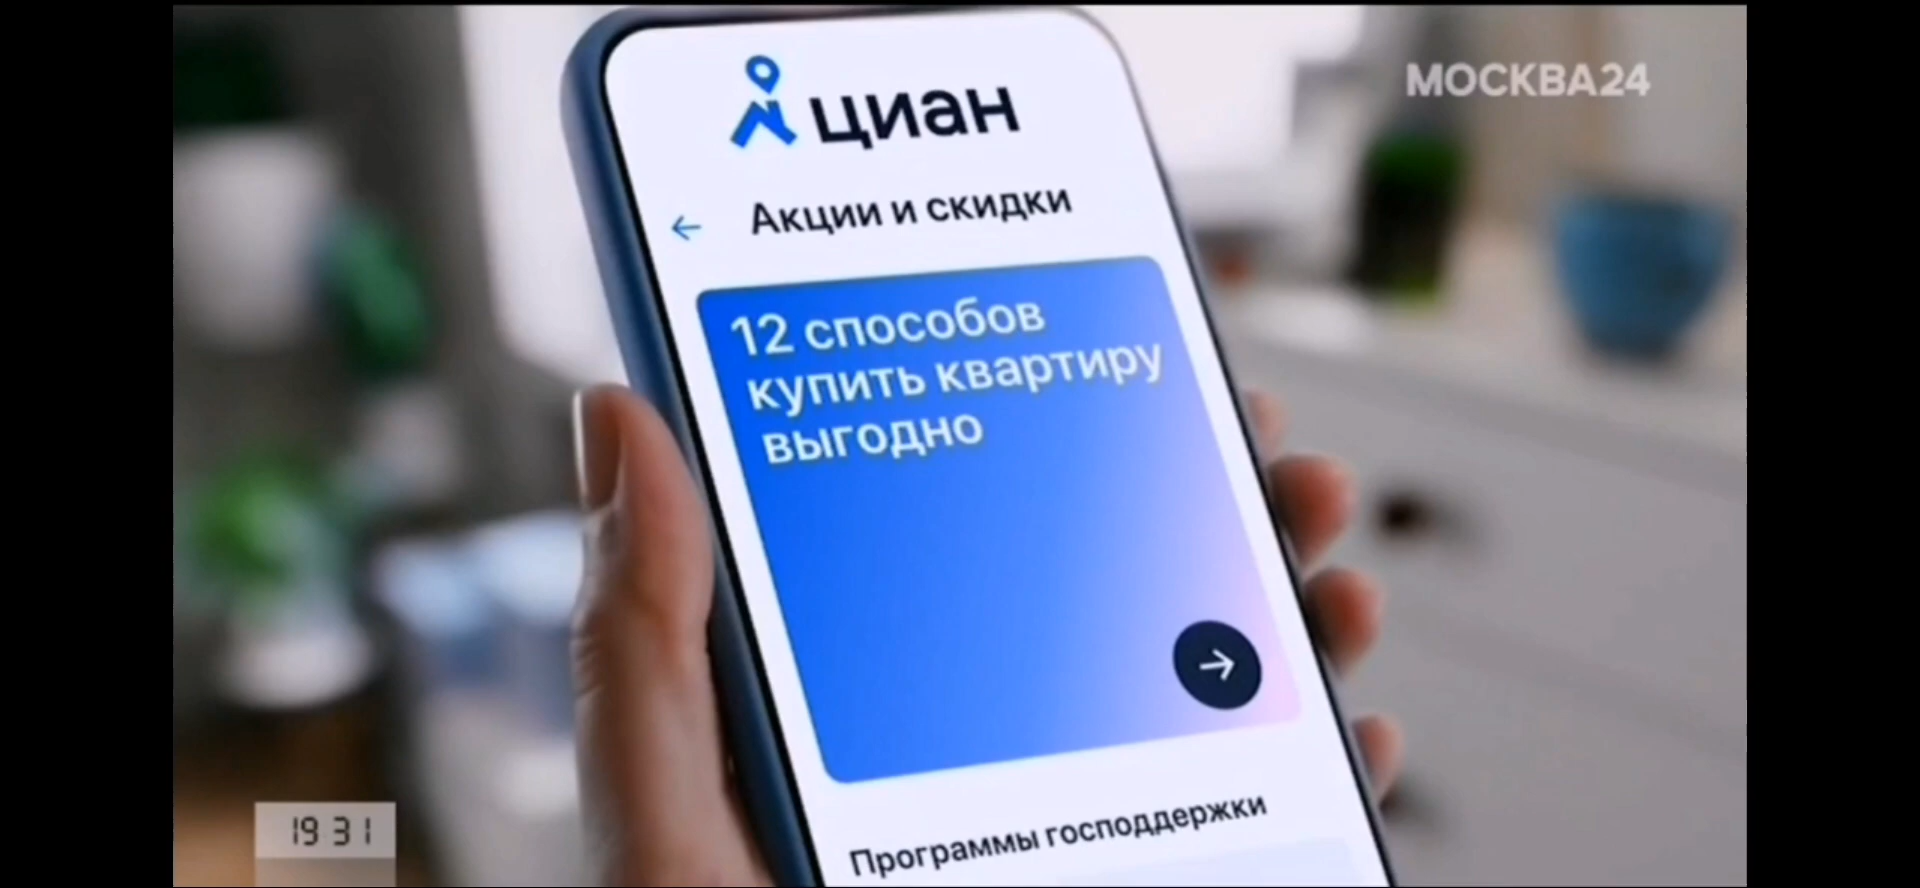 МОСКВА24
циан
Акции и скидки
12 способов
купить квартиру
выгодно
Программы господдержки
19 31